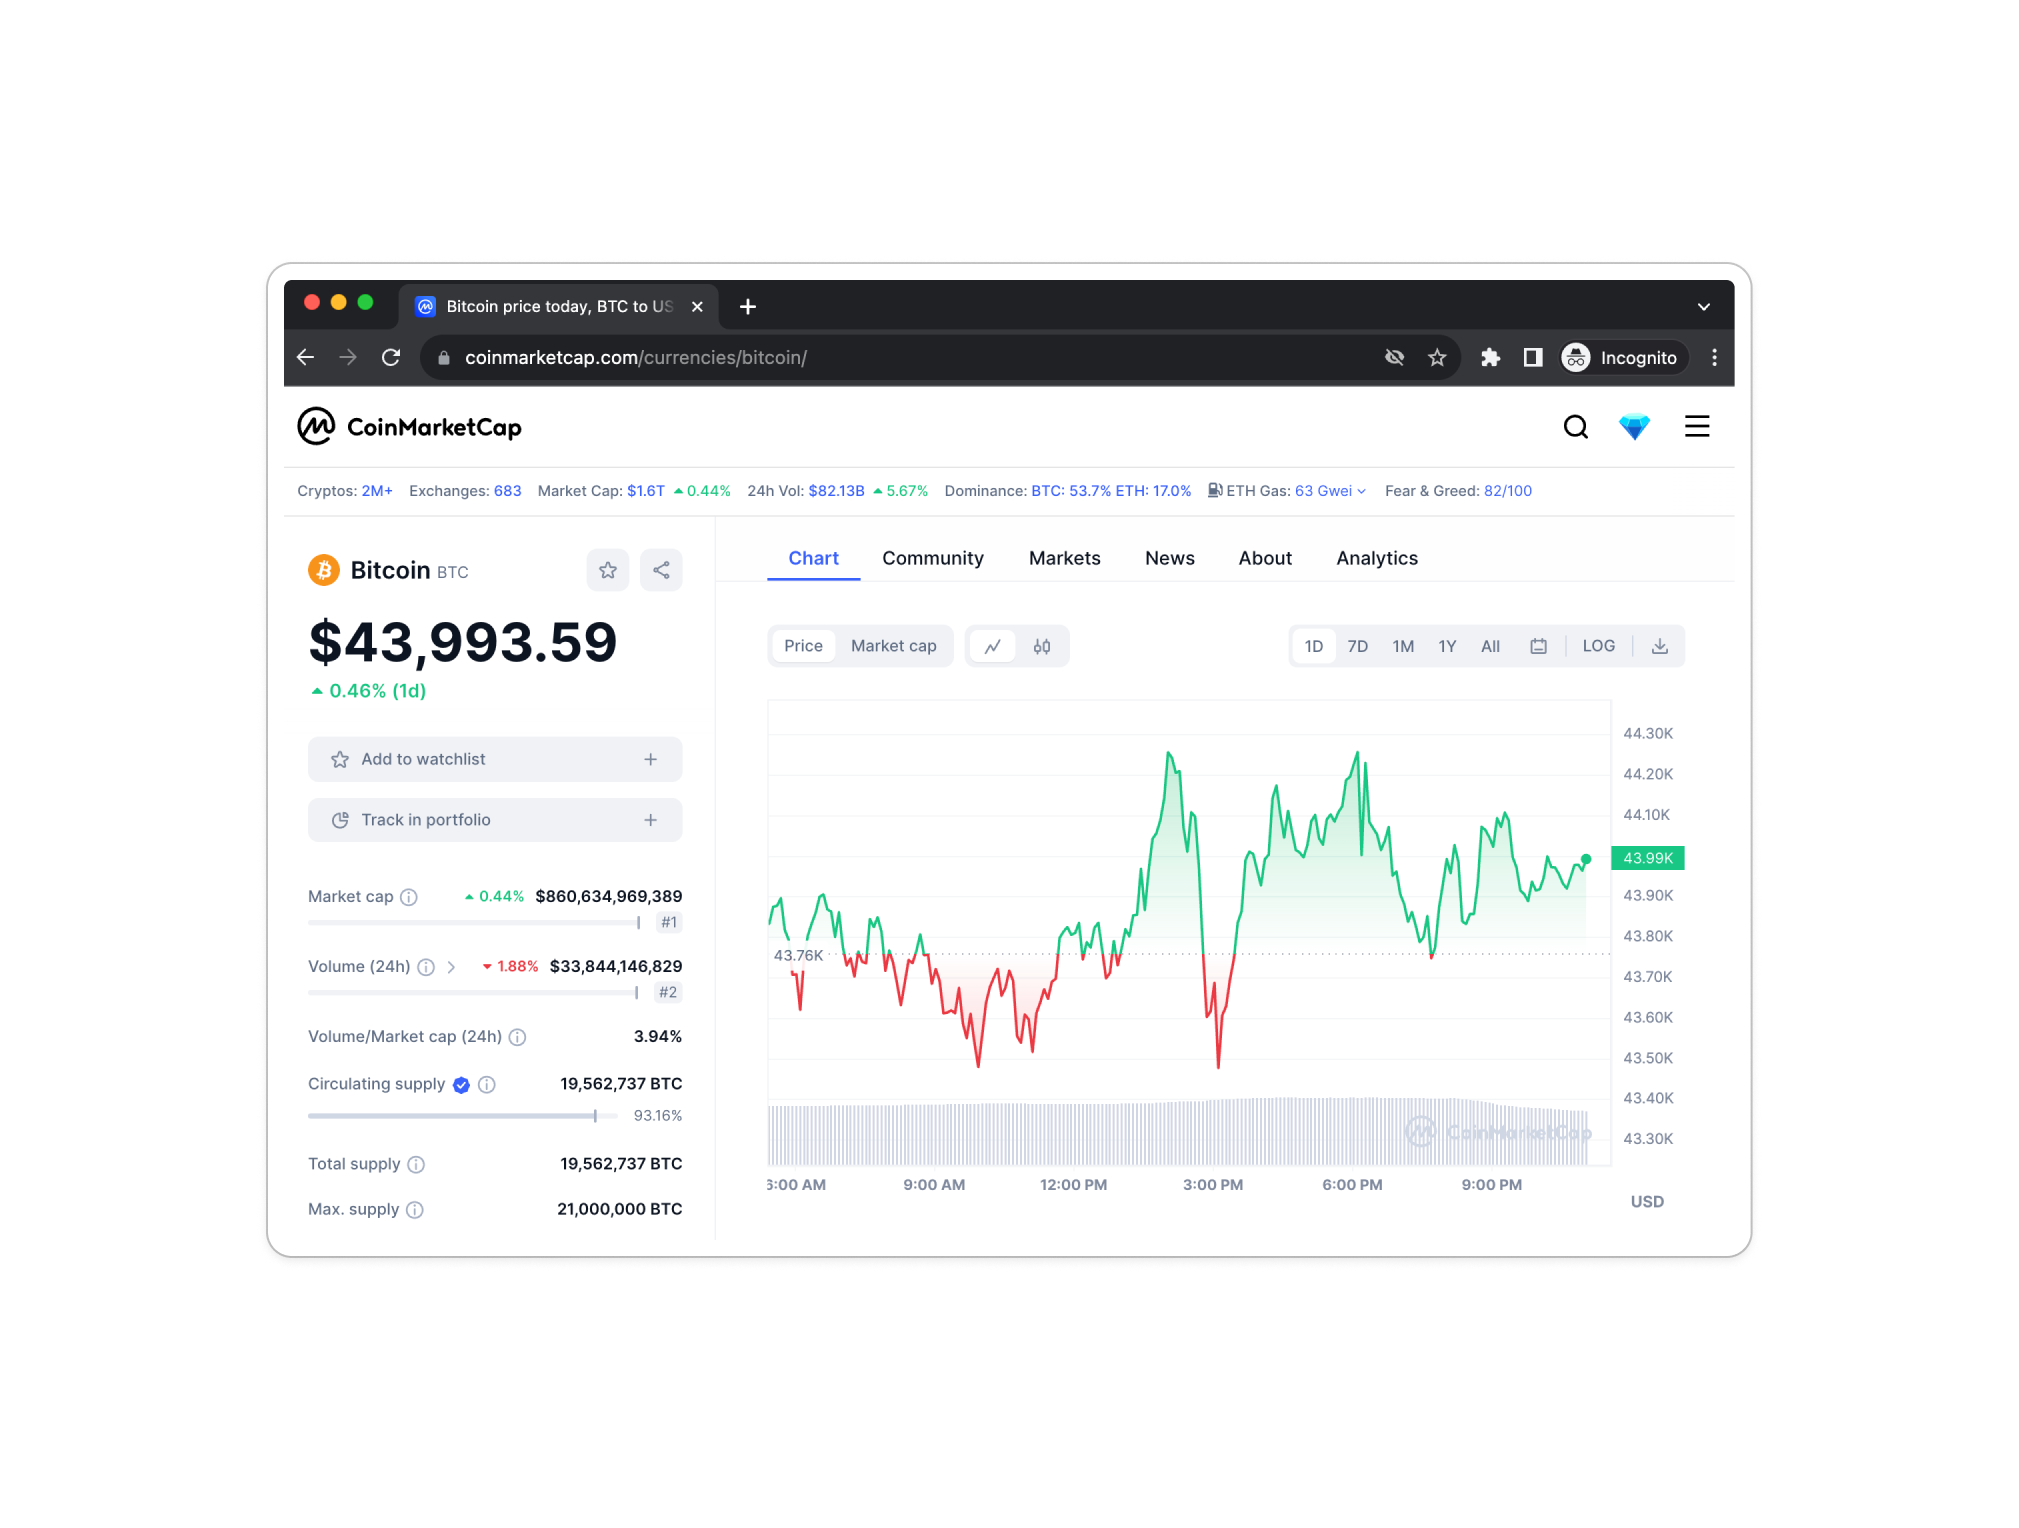 Bitcoin price today, BTC to US
coinmarketcap.com/currencies/bitcoin/
Incognito
CoinMarketCap
Cryptos: 2M+ Exchanges: 683 Market Cap: $1.6T 0.44% 24h Vol: $82.13B 5.67% Dominance: BTC: 53.7% ETH: 17.0% ETH Gas: 63 Gwei Fear & Greed: 82/100
Bitcoin BTC
$43,993.59
0.46% (1d)
Add to watchlist
Track in portfolio
Market cap 0.44% $860,634,969,389
#1
Volume (24h) 1.88% $33,844,146,829
#2
Volume/Market cap (24h) 3.94%
Circulating supply 19,562,737 BTC
93.16%
Total supply 19,562,737 BTC
Max. supply 21,000,000 BTC
Chart Community Markets News About Analytics
Price Market cap
1D 7D 1M 1Y All LOG
44.30K
44.20K
44.10K
43.99K
43.90K
43.80K
43.76K
43.70K
43.60K
43.50K
43.40K
CoinMarketCap
43.30K
6:00 AM 9:00 AM 12:00 PM 3:00 PM 6:00 PM 9:00 PM
USD